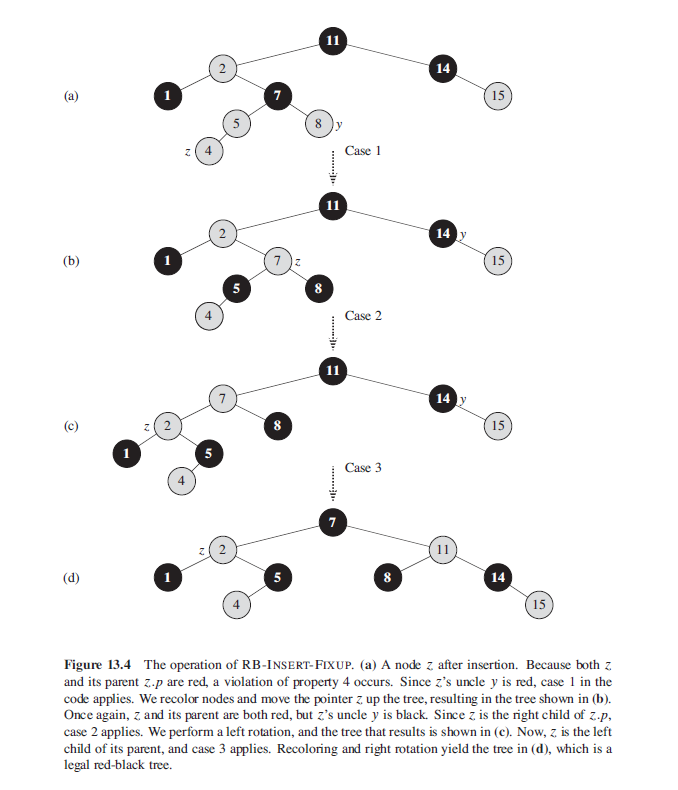 11
2
14
(a)
1
7
15
5
8 y
z 4
Case 1
11
2
14 y
(b)
1
7 z
15
5
8
4
Case 2
11
7
14 y
(c)
z 2
8
15
1
5
4
Case 3
7
z 2
11
(d)
1
5
8
14
4
15
Figure 13.4 The operation of RB-INSERT-FIXUP. (a) A node z after insertion. Because both z
and its parent z.p are red, a violation of property 4 occurs. Since z’s uncle y is red, case 1 in the
code applies. We recolor nodes and move the pointer z up the tree, resulting in the tree shown in (b).
Once again, z and its parent are both red, but z’s uncle y is black. Since z is the right child of z.p,
case 2 applies. We perform a left rotation, and the tree that results is shown in (c). Now, z is the left
child of its parent, and case 3 applies. Recoloring and right rotation yield the tree in (d), which is a
legal red-black tree.